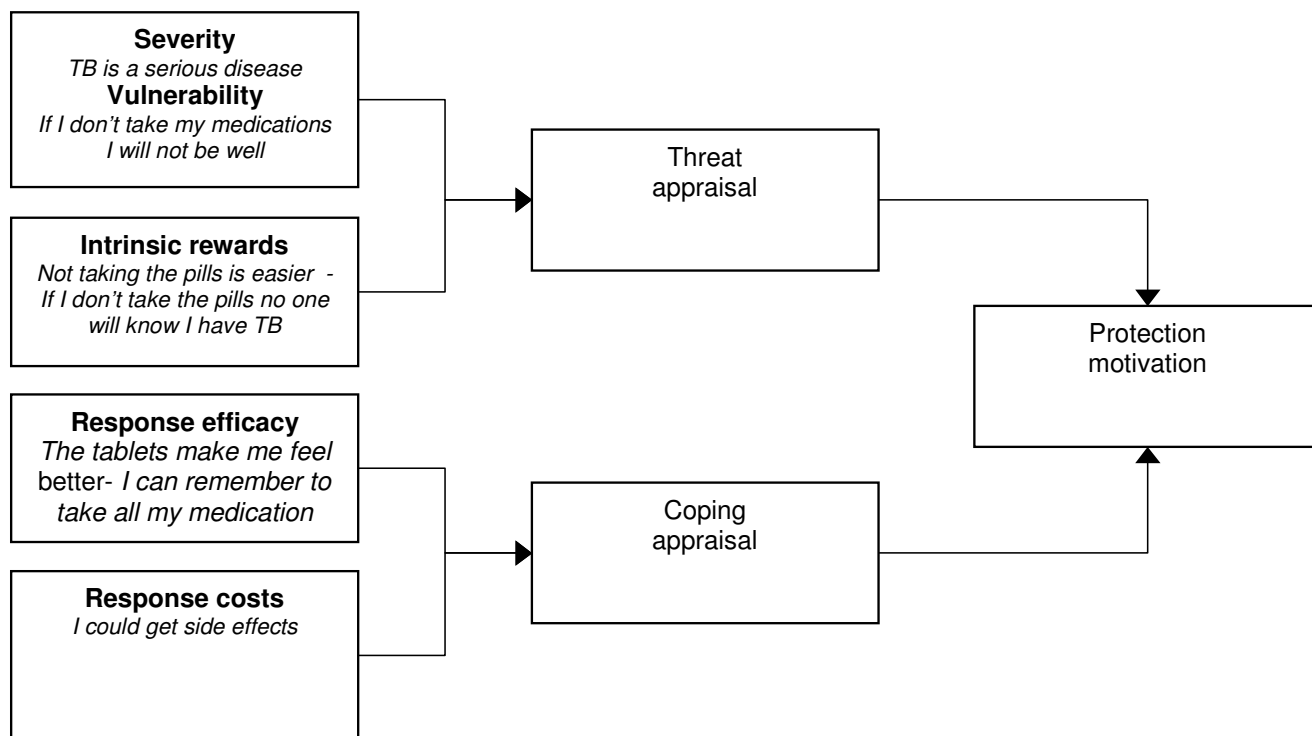 Severity
TB is a serious disease
Vulnerability
If I don’t take my medications
I will not be well
Intrinsic rewards
Not taking the pills is easier -
If I don’t take the pills no one
will know I have TB
Response efficacy
The tablets make me feel
better- I can remember to
take all my medication
Response costs
I could get side effects
Threat
appraisal
Coping
appraisal
Protection
motivation